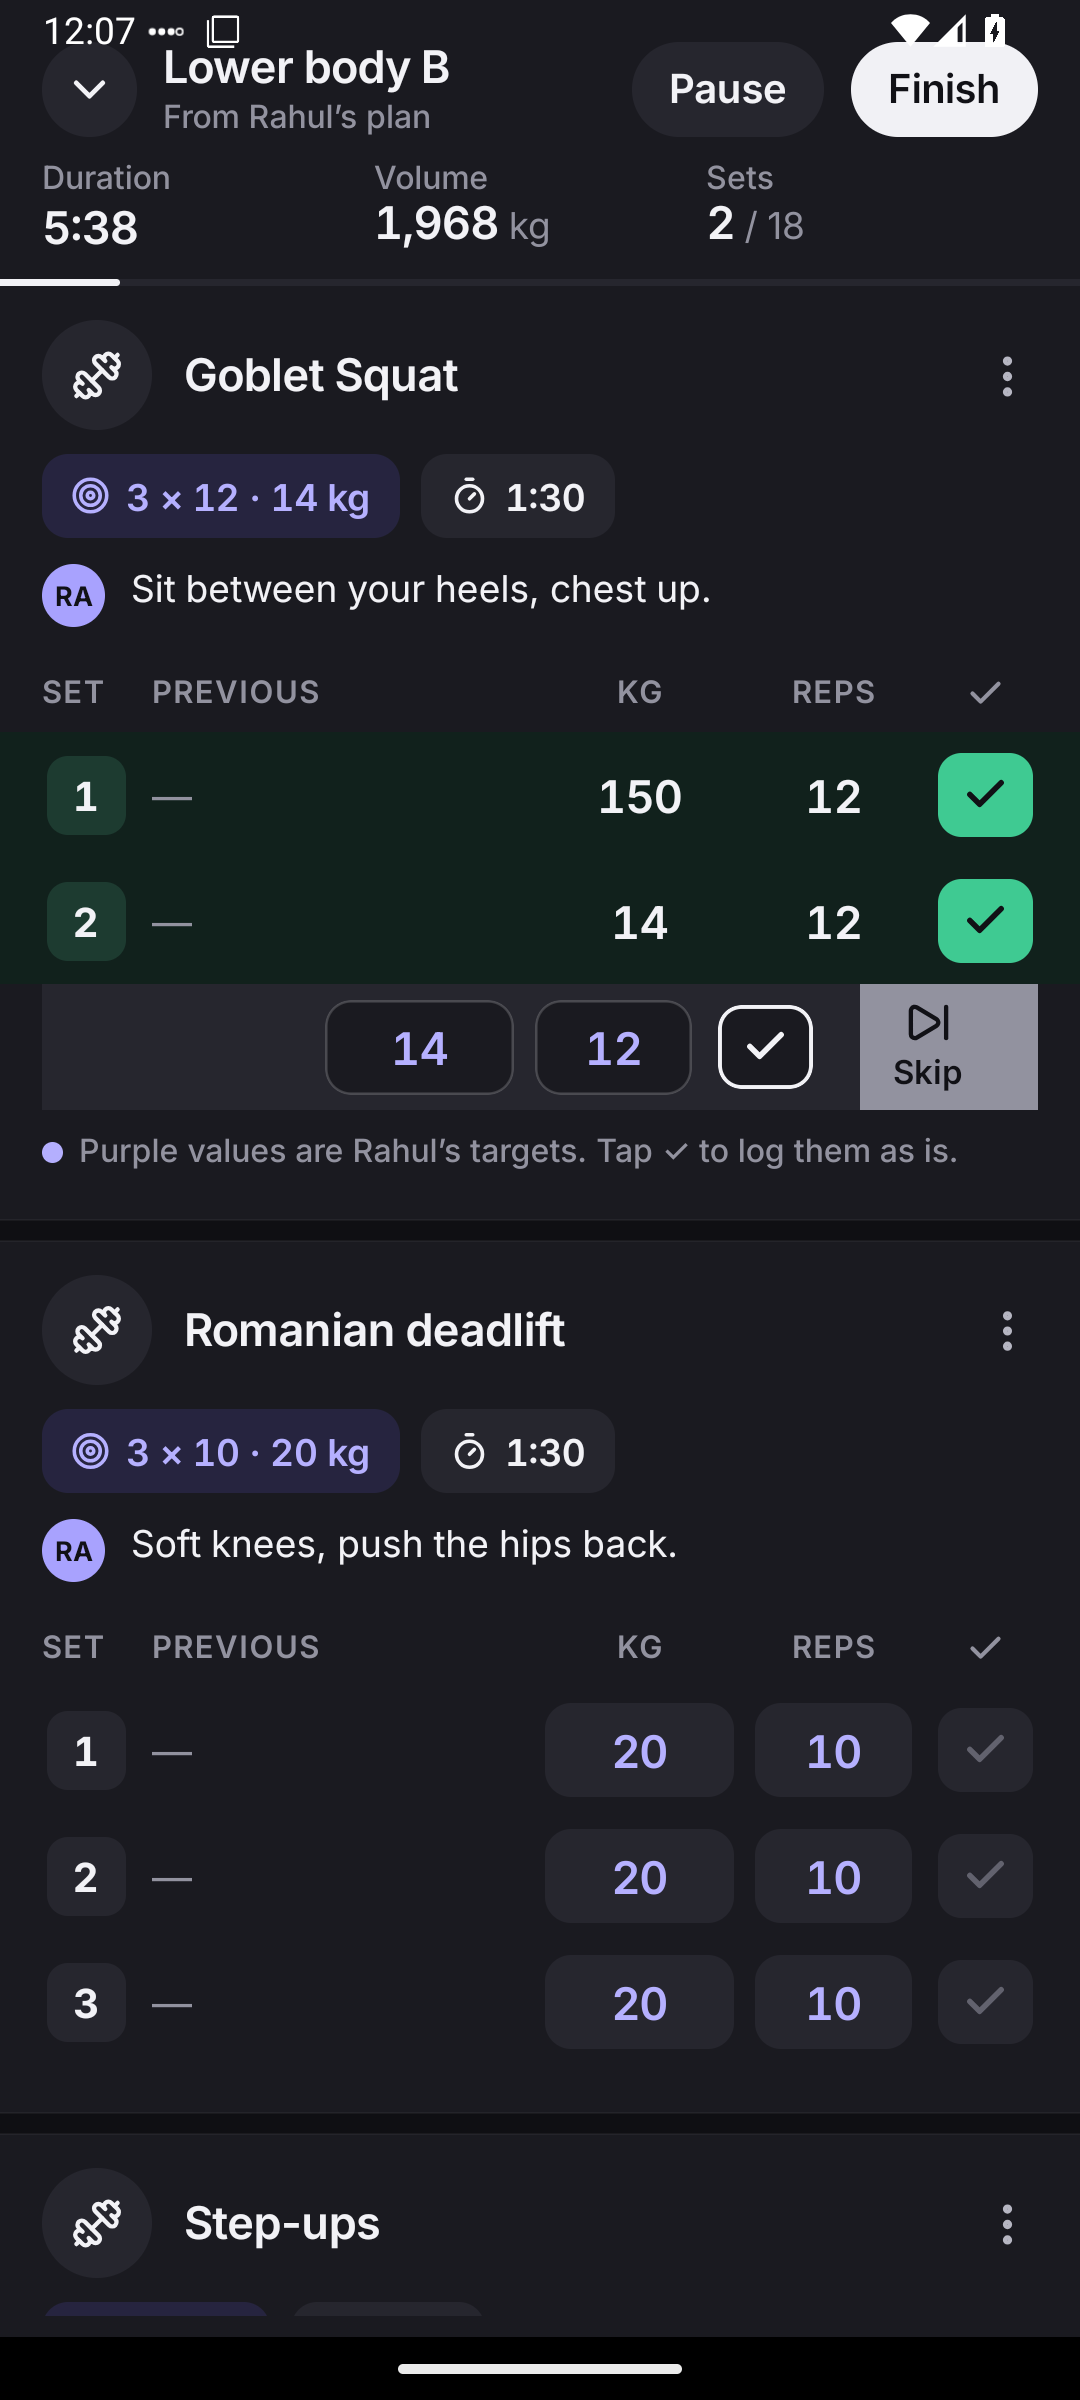 12:07
Lower body B
From Rahul's plan
Pause
Finish
Duration
5:38
Volume
1,968 kg
Sets
2 / 18
Goblet Squat
3 × 12 · 14 kg
1:30
RA
Sit between your heels, chest up.
SET PREVIOUS KG REPS ✓
1 — 150 12 ✓
2 — 14 12 ✓
14 12 ✓ Skip
Purple values are Rahul's targets. Tap ✓ to log them as is.
Romanian deadlift
3 × 10 · 20 kg
1:30
RA
Soft knees, push the hips back.
SET PREVIOUS KG REPS ✓
1 — 20 10 ✓
2 — 20 10 ✓
3 — 20 10 ✓
Step-ups